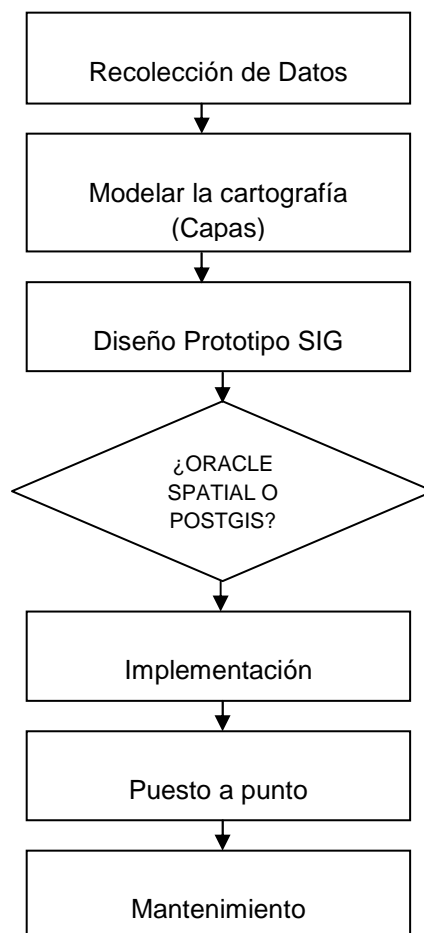 Recolección de Datos
Modelar la cartografía
(Capas)
Diseño Prototipo SIG
¿ORACLE
SPATIAL O
POSTGIS?
Implementación
Puesto a punto
Mantenimiento